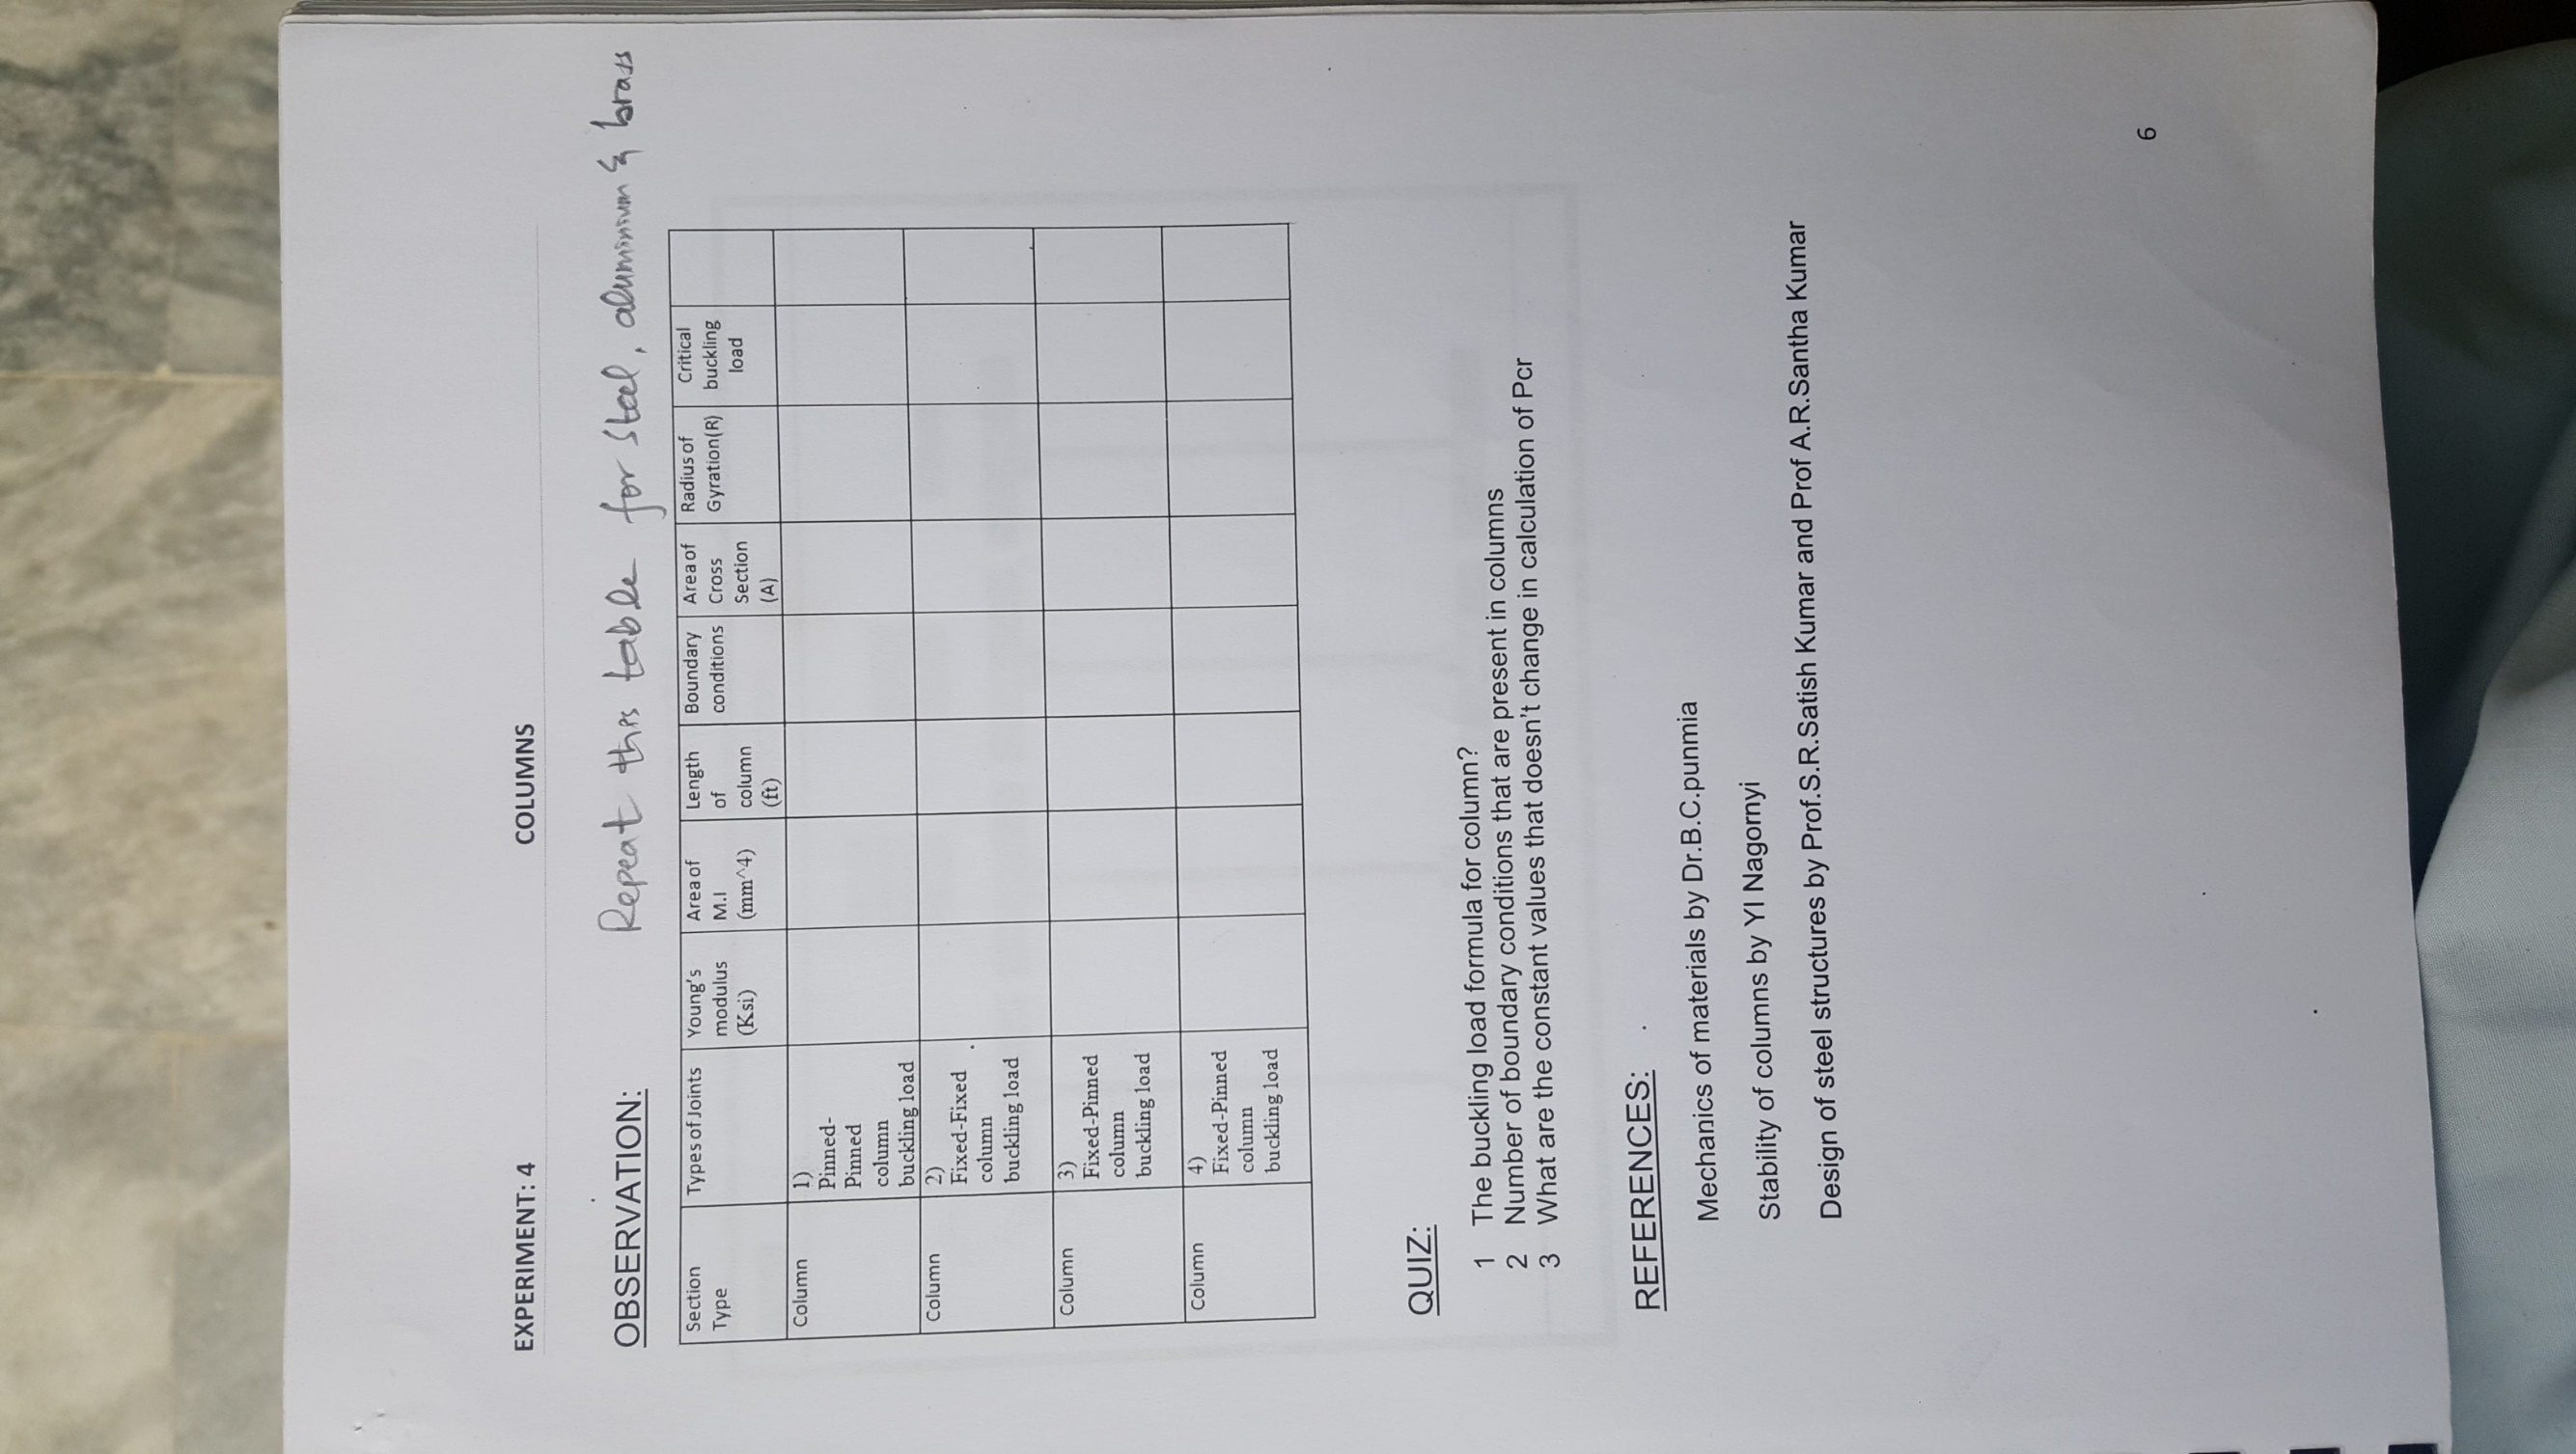 EXPERIMENT: 4 COLUMNS
OBSERVATION:
Repeat this table for steel, aluminium & brass
Section Type
Types of Joints
Young's modulus (Ksi)
Area of M.I (mm^4)
Length of column (ft)
Boundary conditions
Area of Cross Section (A)
Radius of Gyration(R)
Critical buckling load
Column
1) Pinned-Pinned column buckling load
Column
2) Fixed-Fixed column buckling load
Column
3) Fixed-Pinned column buckling load
Column
4) Fixed-Pinned column buckling load
QUIZ:
1 The buckling load formula for column?
2 Number of boundary conditions that are present in columns
3 What are the constant values that doesn't change in calculation of Pcr
REFERENCES:
Mechanics of materials by Dr.B.C.punmia
Stability of columns by YI Nagornyi
Design of steel structures by Prof.S.R.Satish Kumar and Prof A.R.Santha Kumar
6